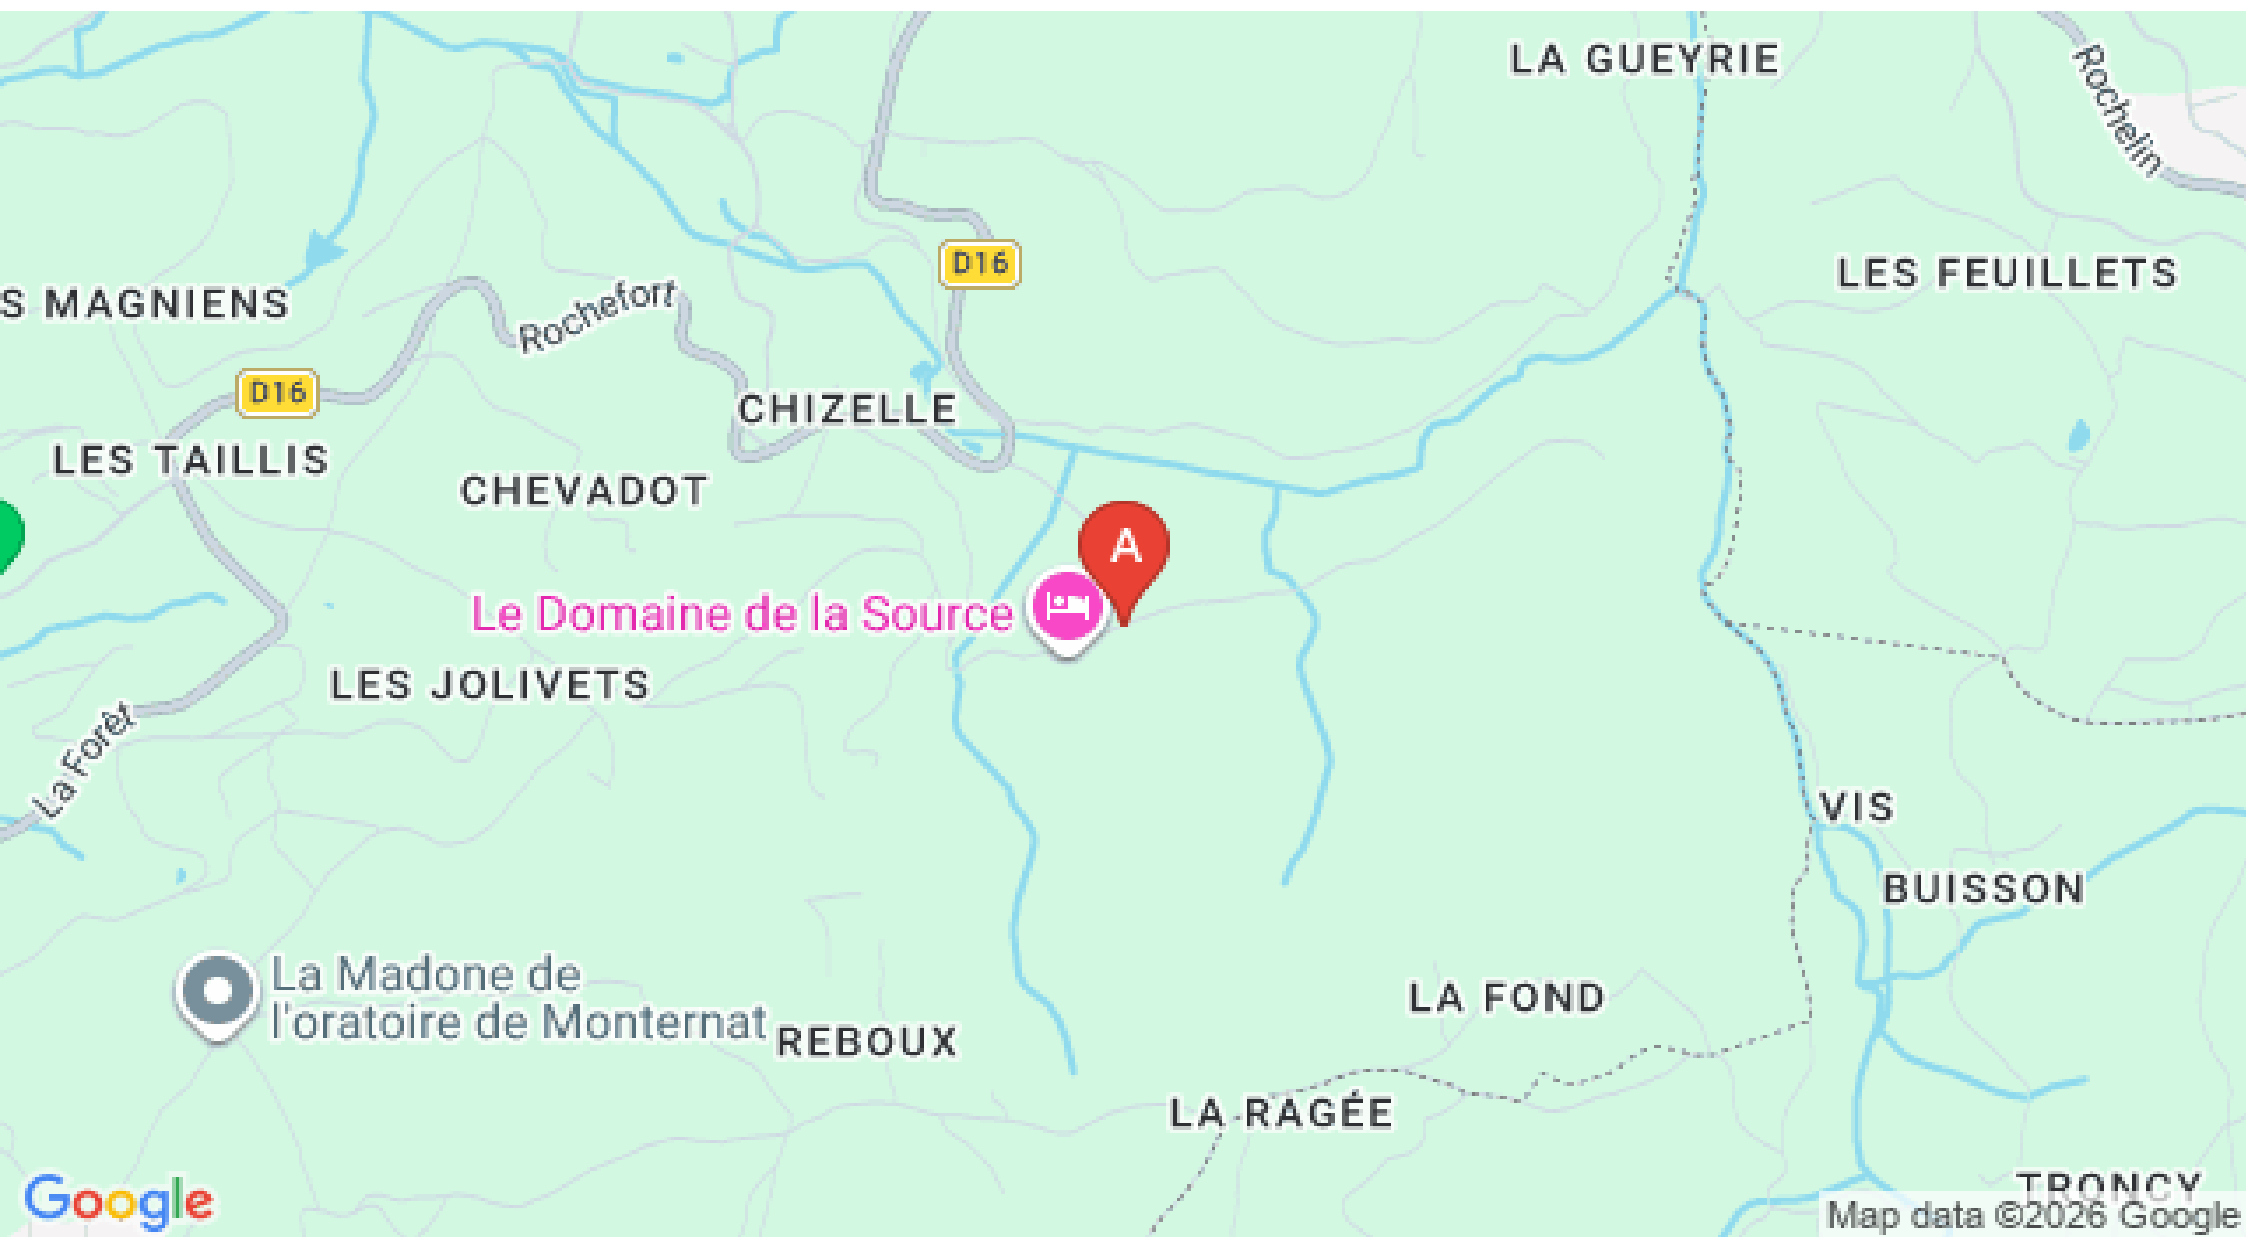 LA GUEYRIE
Rochelin
D16
LES FEUILLETS
S MAGNIENS
Rochefort
D16
CHIZELLE
LES TAILLIS
CHEVADOT
A
Le Domaine de la Source
LES JOLIVETS
La Forêt
VIS
BUISSON
La Madone de
l'oratoire de Monternat
LA FOND
REBOUX
LA RAGÉE
TRONCY
Google
Map data ©2026 Google